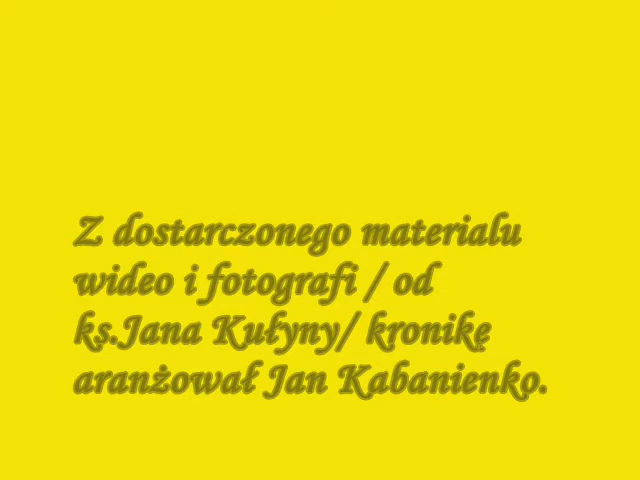 Z dostarczonego materialu
wideo i fotografi / od
ks.Jana Kułyny/ kronikę
aranżował Jan Kabanienko.